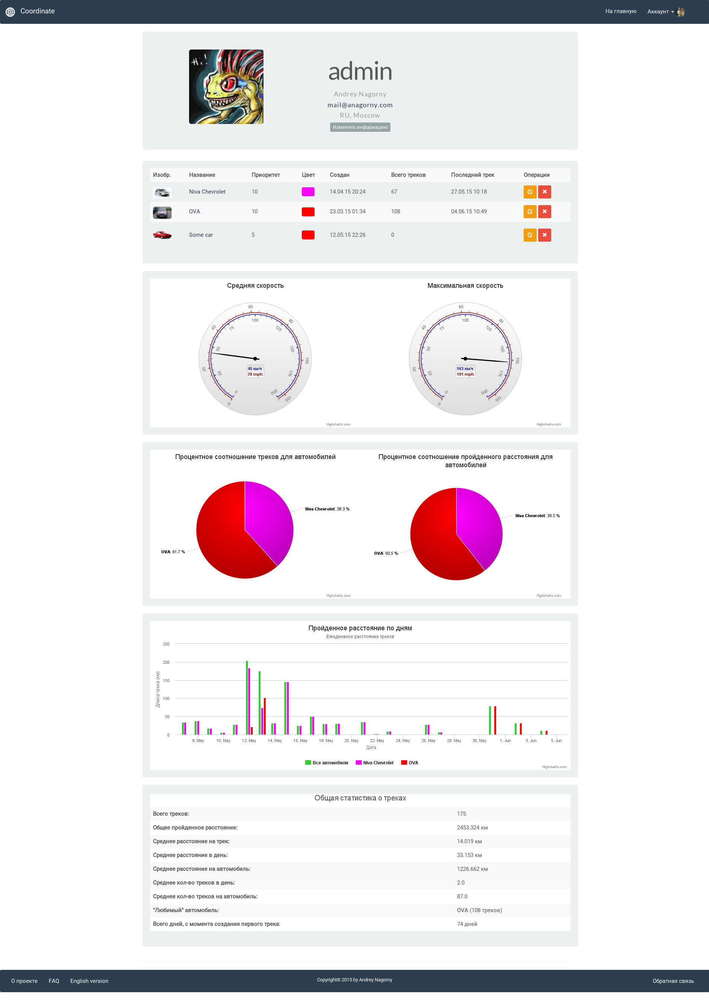 Coordinate
На главную
Аккаунт
Hi!
admin
Andrey Nagorny
mail@anagorny.com
RU, Moscow
Изменить информацию
Изобр. Название Приоритет Цвет Создан Всего треков Последний трек Операции
Niva Chevrolet 10 14.04.15 20:24 67 27.05.15 10:18
OVA 10 23.03.15 01:34 108 04.06.15 10:49
Some car 5 12.05.15 22:26 0
Средняя скорость
0 20 40 60 80 100 120
0 25 50 75 100 125 150 175 200
45 км/ч
28 mph
Highcharts.com
Максимальная скорость
0 20 40 60 80 100 120
0 25 50 75 100 125 150 175 200
163 км/ч
101 mph
Highcharts.com
Процентное соотношение треков для автомобилей
Niva Chevrolet: 38.3 %
OVA: 61.7 %
Highcharts.com
Процентное соотношение пройденного расстояния для
автомобилей
Niva Chevrolet: 39.5 %
OVA: 60.5 %
Highcharts.com
Пройденное расстояние по дням
Ежедневное расстояние треков
Длина трека (км)
250
200
150
100
50
0
8. May 10. May 12. May 14. May 16. May 18. May 20. May 22. May 24. May 26. May 28. May 30. May 1. Jun 3. Jun 5. Jun
Дата
Все автомобили Niva Chevrolet OVA
Highcharts.com
Общая статистика о треках
Всего треков: 175
Общее пройденное расстояние: 2453.324 км
Среднее расстояние на трек: 14.019 км
Среднее расстояние в день: 33.153 км
Среднее расстояние на автомобиль: 1226.662 км
Среднее кол-во треков в день: 2.0
Среднее кол-во треков на автомобиль: 87.0
"Любимый" автомобиль: OVA (108 треков)
Всего дней, с момента создания первого трека: 74 дней
О проекте FAQ English version
Copyright© 2015 by Andrey Nagorny
Обратная связь